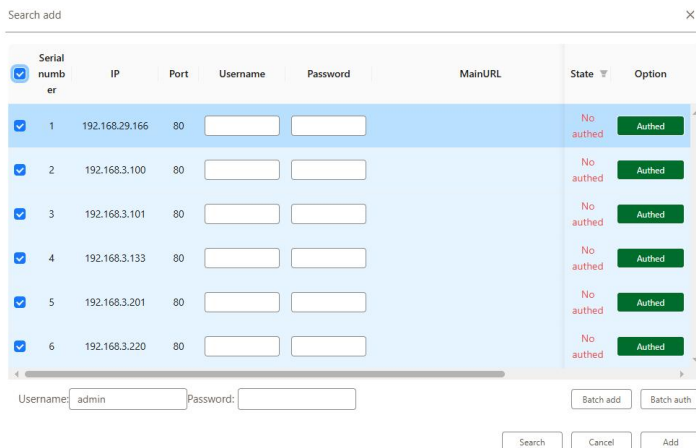 Search add
Serial number IP Port Username Password MainURL State Option
1 192.168.29.166 80 No authed Authed
2 192.168.3.100 80 No authed Authed
3 192.168.3.101 80 No authed Authed
4 192.168.3.133 80 No authed Authed
5 192.168.3.201 80 No authed Authed
6 192.168.3.220 80 No authed Authed
Username: admin Password: Batch add Batch auth
Search Cancel Add